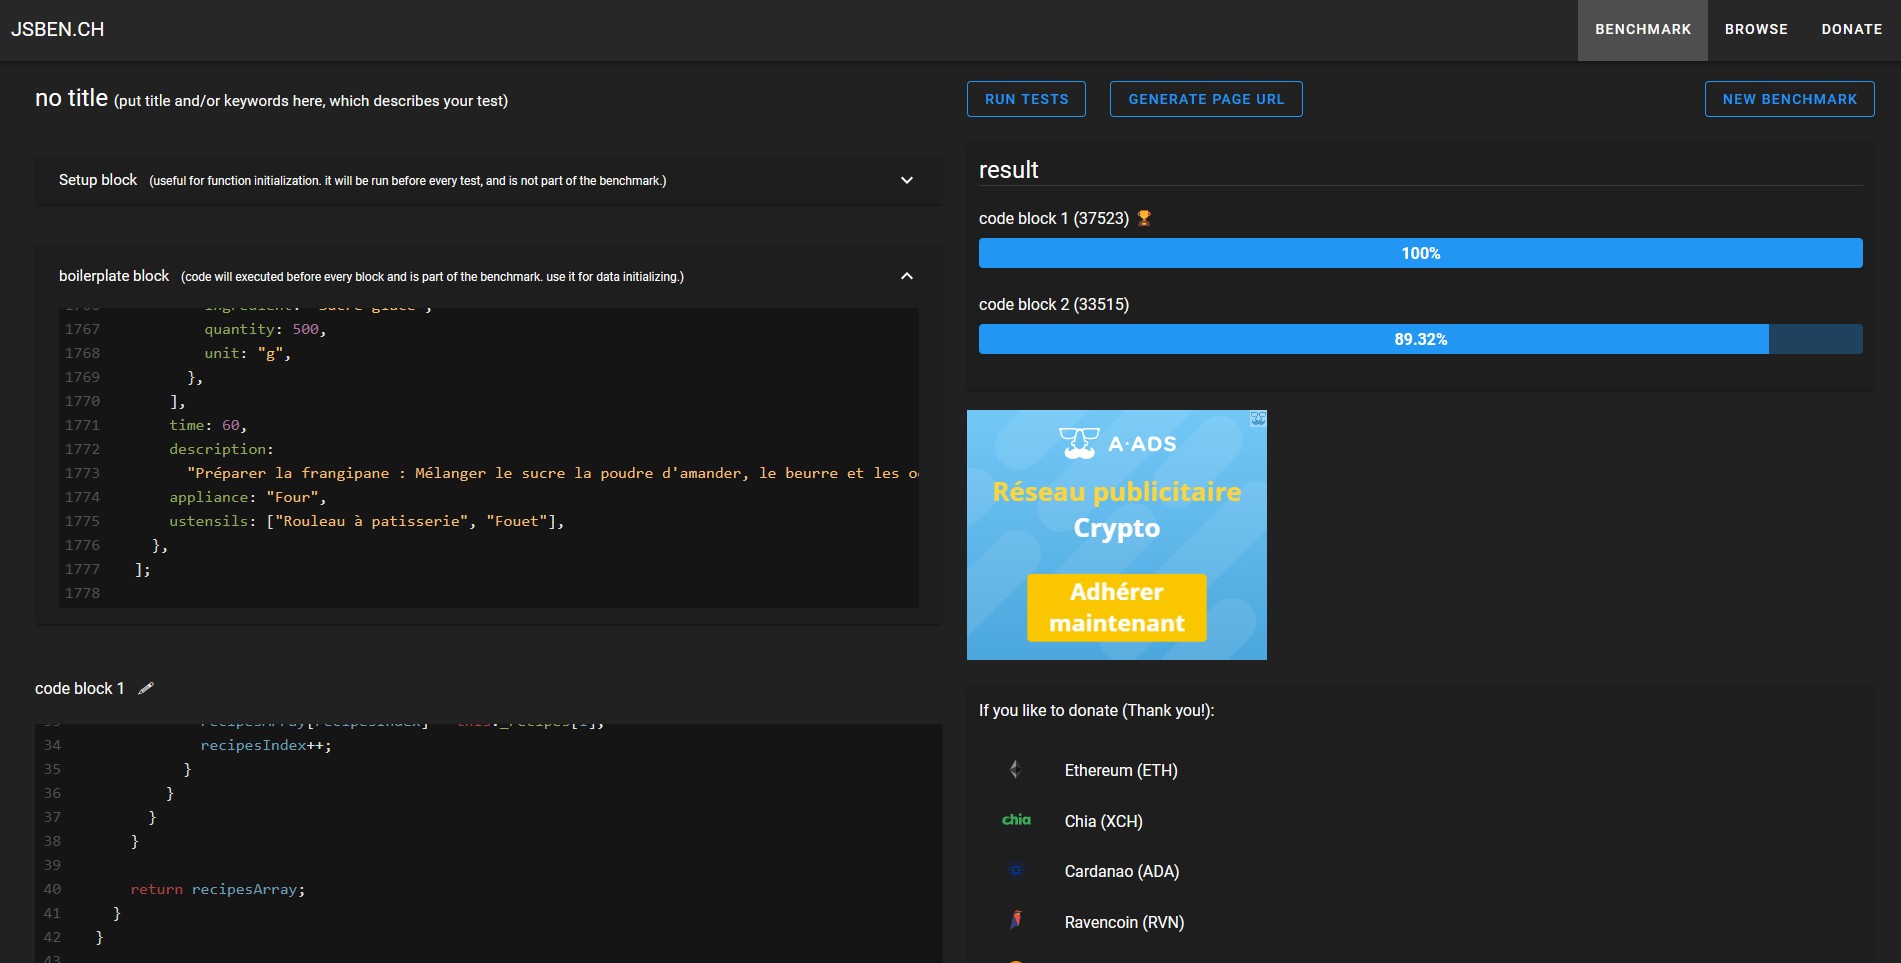 JSBEN.CH
BENCHMARK BROWSE DONATE
no title (put title and/or keywords here, which describes your test)
RUN TESTS GENERATE PAGE URL NEW BENCHMARK
Setup block (useful for function initialization. it will be run before every test, and is not part of the benchmark.)
boilerplate block (code will executed before every block and is part of the benchmark. use it for data initializing.)
1767 quantity: 500,
1768 unit: "g",
1769 },
1770 ],
1771 time: 60,
1772 description:
1773 "Préparer la frangipane : Mélanger le sucre la poudre d'amander, le beurre et les
1774 appliance: "Four",
1775 ustensils: ["Rouleau à patisserie", "Fouet"],
1776 },
1777 ];
1778
code block 1
34 recipesIndex++;
35 }
36 }
37 }
38 }
39
40 return recipesArray;
41 }
42 }
43
result
code block 1 (37523)
100%
code block 2 (33515)
89.32%
A-ADS
Réseau publicitaire
Crypto
Adhérer
maintenant
If you like to donate (Thank you!):
Ethereum (ETH)
chia Chia (XCH)
Cardanao (ADA)
Ravencoin (RVN)